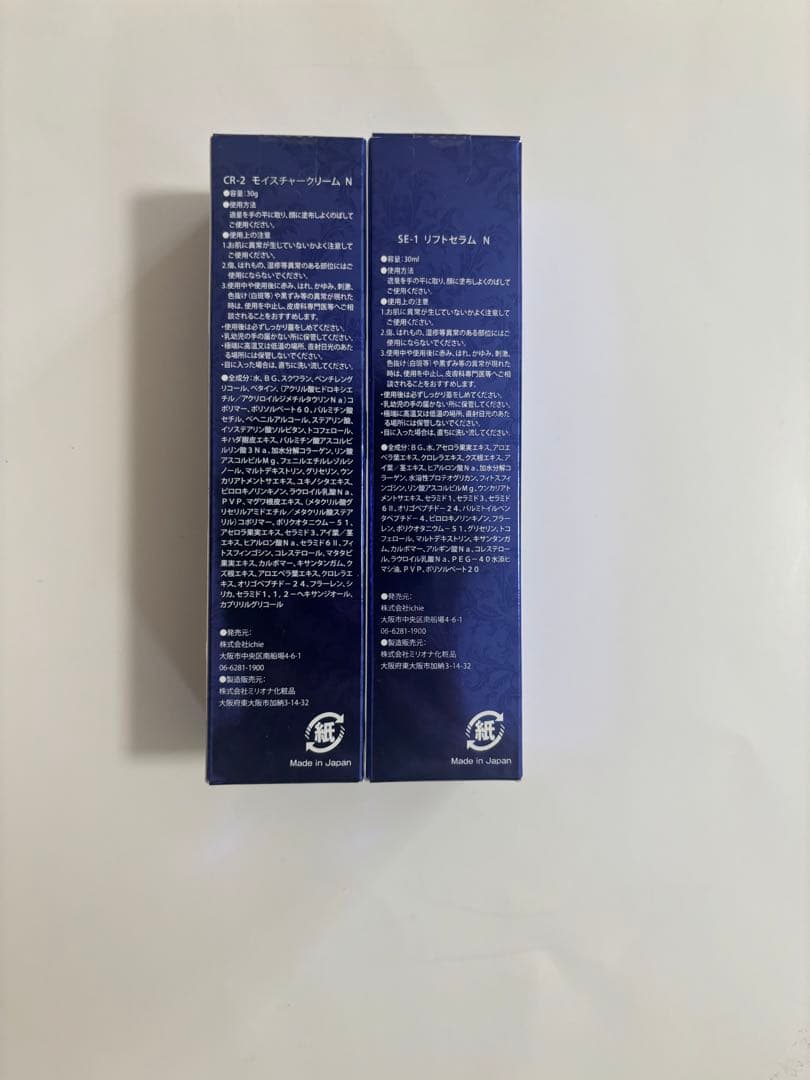 CR-2 モイスチャークリーム N
●容量:30g
●使用方法
適量を手の平に取り、顔に塗布しよくのばして
ご使用ください。
●使用上の注意
1.お肌に異常が生じていないかよく注意して
ご使用ください。
2.傷、はれもの、湿疹等異常のある部位にはご
使用にならないでください。
3.使用中や使用後に赤み、はれ、かゆみ、刺激、
色抜け(白斑等)や黒ずみ等の異常が現れた
時は、使用を中止し、皮膚科専門医等へご相
談されることをおすすめします。
・使用後は必ずしっかり蓋をしめてください。
・乳幼児の手の届かない所に保管してください。
・極端に高温又は低温の場所、直射日光のあた
る場所には保管しないでください。
・目に入った場合は、直ちに洗い流してください。
●全成分:水、BG、スクワラン、ペンチレング
リコール、ベタイン、(アクリル酸ヒドロキシエ
チル/アクリロイルジメチルタウリンNa)コ
ポリマー、ポリソルベート60、パルミチン酸
セチル、ベヘニルアルコール、ステアリン酸、
イソステアリン酸ソルビタン、トコフェロール、
キハダ樹皮エキス、パルミチン酸アスコルビ
ルリン酸3Na、加水分解コラーゲン、リン酸
アスコルビルMg、フェニルエチルレゾルシ
ノール、マルトデキストリン、グリセリン、ウン
カリアトメントサエキス、ユキノシタエキス、
ピロロキノリンキノン、ラウロイル乳酸Na、
PVP、マグワ根皮エキス、(メタクリル酸グ
リセリルアミドエチル/メタクリル酸ステア
リル)コポリマー、ポリクオタニウム-51、
アセロラ果実エキス、セラミド3、アイ葉/茎
エキス、ヒアルロン酸Na、セラミド6II、フィ
トスフィンゴシン、コレステロール、マタタビ
果実エキス、カルボマー、キサンタンガム、ク
ズ根エキス、アロエベラ葉エキス、クロレラエ
キス、オリゴペプチド-24、フラーレン、シ
リカ、セラミド1、1,2-ヘキサンジオール、
カプリリルグリコール
●発売元:
株式会社ichie
大阪市中央区南船場4-6-1
06-6281-1900
●製造販売元:
株式会社ミリオナ化粧品
大阪府東大阪市加納3-14-32
紙
Made in Japan
SE-1 リフトセラム N
●容量:30ml
●使用方法
適量を手の平に取り、顔に塗布しよくのばして
ご使用ください。
●使用上の注意
1.お肌に異常が生じていないかよく注意して
ご使用ください。
2.傷、はれもの、湿疹等異常のある部位にはご
使用にならないでください。
3.使用中や使用後に赤み、はれ、かゆみ、刺激、
色抜け(白斑等)や黒ずみ等の異常が現れた
時は、使用を中止し、皮膚科専門医等へご相
談されることをおすすめします。
・使用後は必ずしっかり蓋をしめてください。
・乳幼児の手の届かない所に保管してください。
・極端に高温又は低温の場所、直射日光のあた
る場所には保管しないでください。
・目に入った場合は、直ちに洗い流してください。
●全成分:BG、水、アセロラ果実エキス、アロエ
ベラ葉エキス、クロレラエキス、クズ根エキス、ア
イ葉/茎エキス、ヒアルロン酸Na、加水分解コ
ラーゲン、水溶性プロテオグリカン、フィトスフィ
ンゴシン、リン酸アスコルビルMg、ウンカリアト
メントサエキス、セラミド1、セラミド3、セラミド
6II、オリゴペプチド-24、パルミトイルペン
タペプチド-4、ピロロキノリンキノン、フラー
レン、ポリクオタニウム-51、グリセリン、トコ
フェロール、マルトデキストリン、キサンタンガ
ム、カルボマー、アルギン酸Na、コレステロー
ル、ラウロイル乳酸Na、PEG-40水添ヒ
マシ油、PVP、ポリソルベート20
●発売元:
株式会社ichie
大阪市中央区南船場4-6-1
06-6281-1900
●製造販売元:
株式会社ミリオナ化粧品
大阪府東大阪市加納3-14-32
紙
Made in Japan